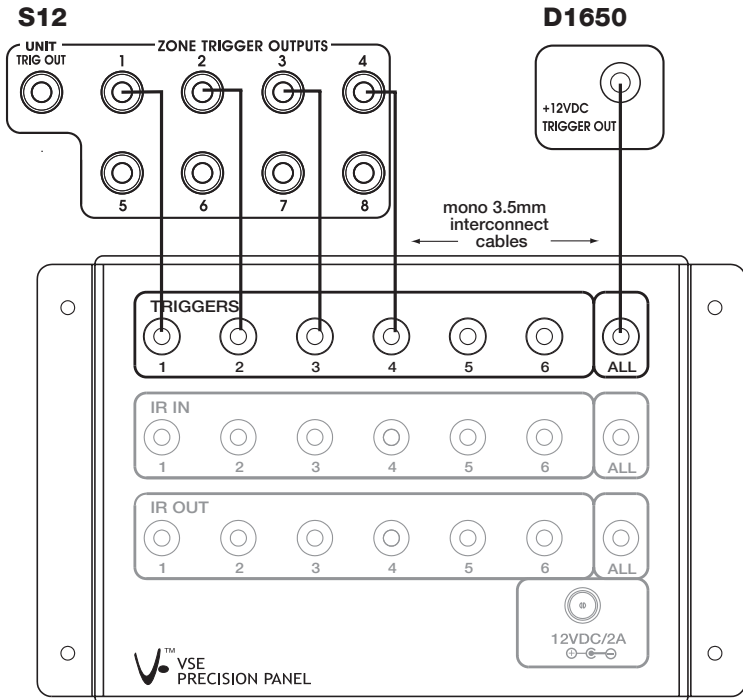 S12
D1650
UNIT
TRIG OUT
ZONE TRIGGER OUTPUTS
1 2 3 4
5 6 7 8
+12VDC
TRIGGER OUT
mono 3.5mm
interconnect
cables
TRIGGERS
1 2 3 4 5 6 ALL
IR IN
1 2 3 4 5 6 ALL
IR OUT
1 2 3 4 5 6 ALL
12VDC/2A
V.™ VSE
PRECISION PANEL